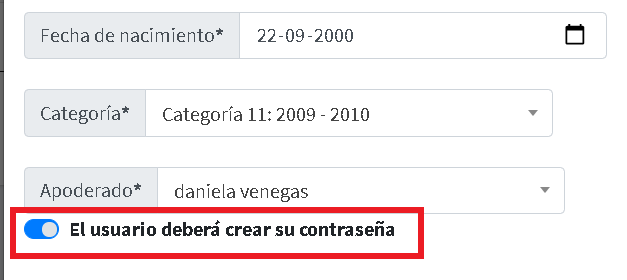 Fecha de nacimiento* 22-09-2000
Categoría* Categoría 11: 2009 - 2010
Apoderado* daniela venegas
El usuario deberá crear su contraseña